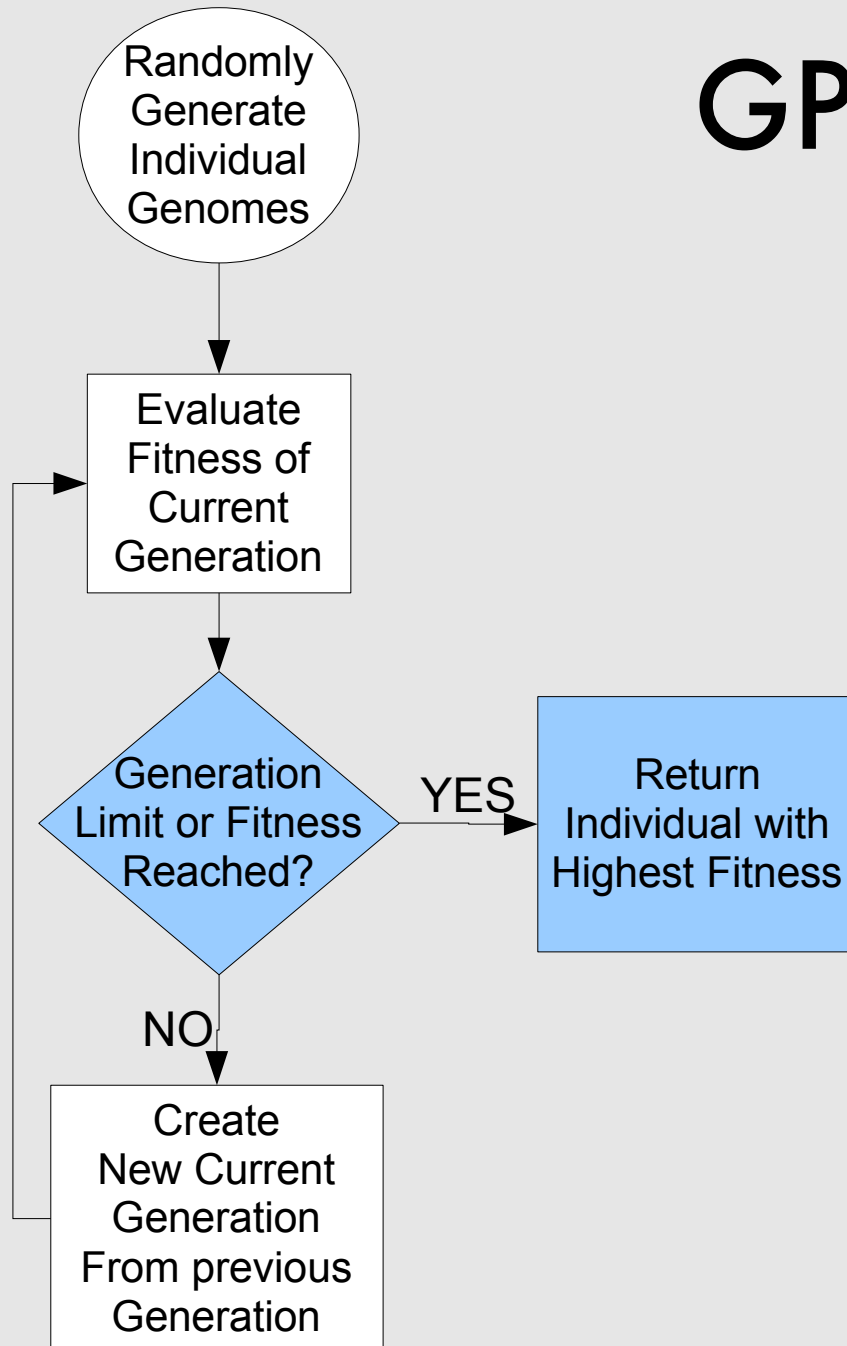 GP
Randomly
Generate
Individual
Genomes
Evaluate
Fitness of
Current
Generation
Generation
Limit or Fitness
Reached?
YES
Return
Individual with
Highest Fitness
NO
Create
New Current
Generation
From previous
Generation